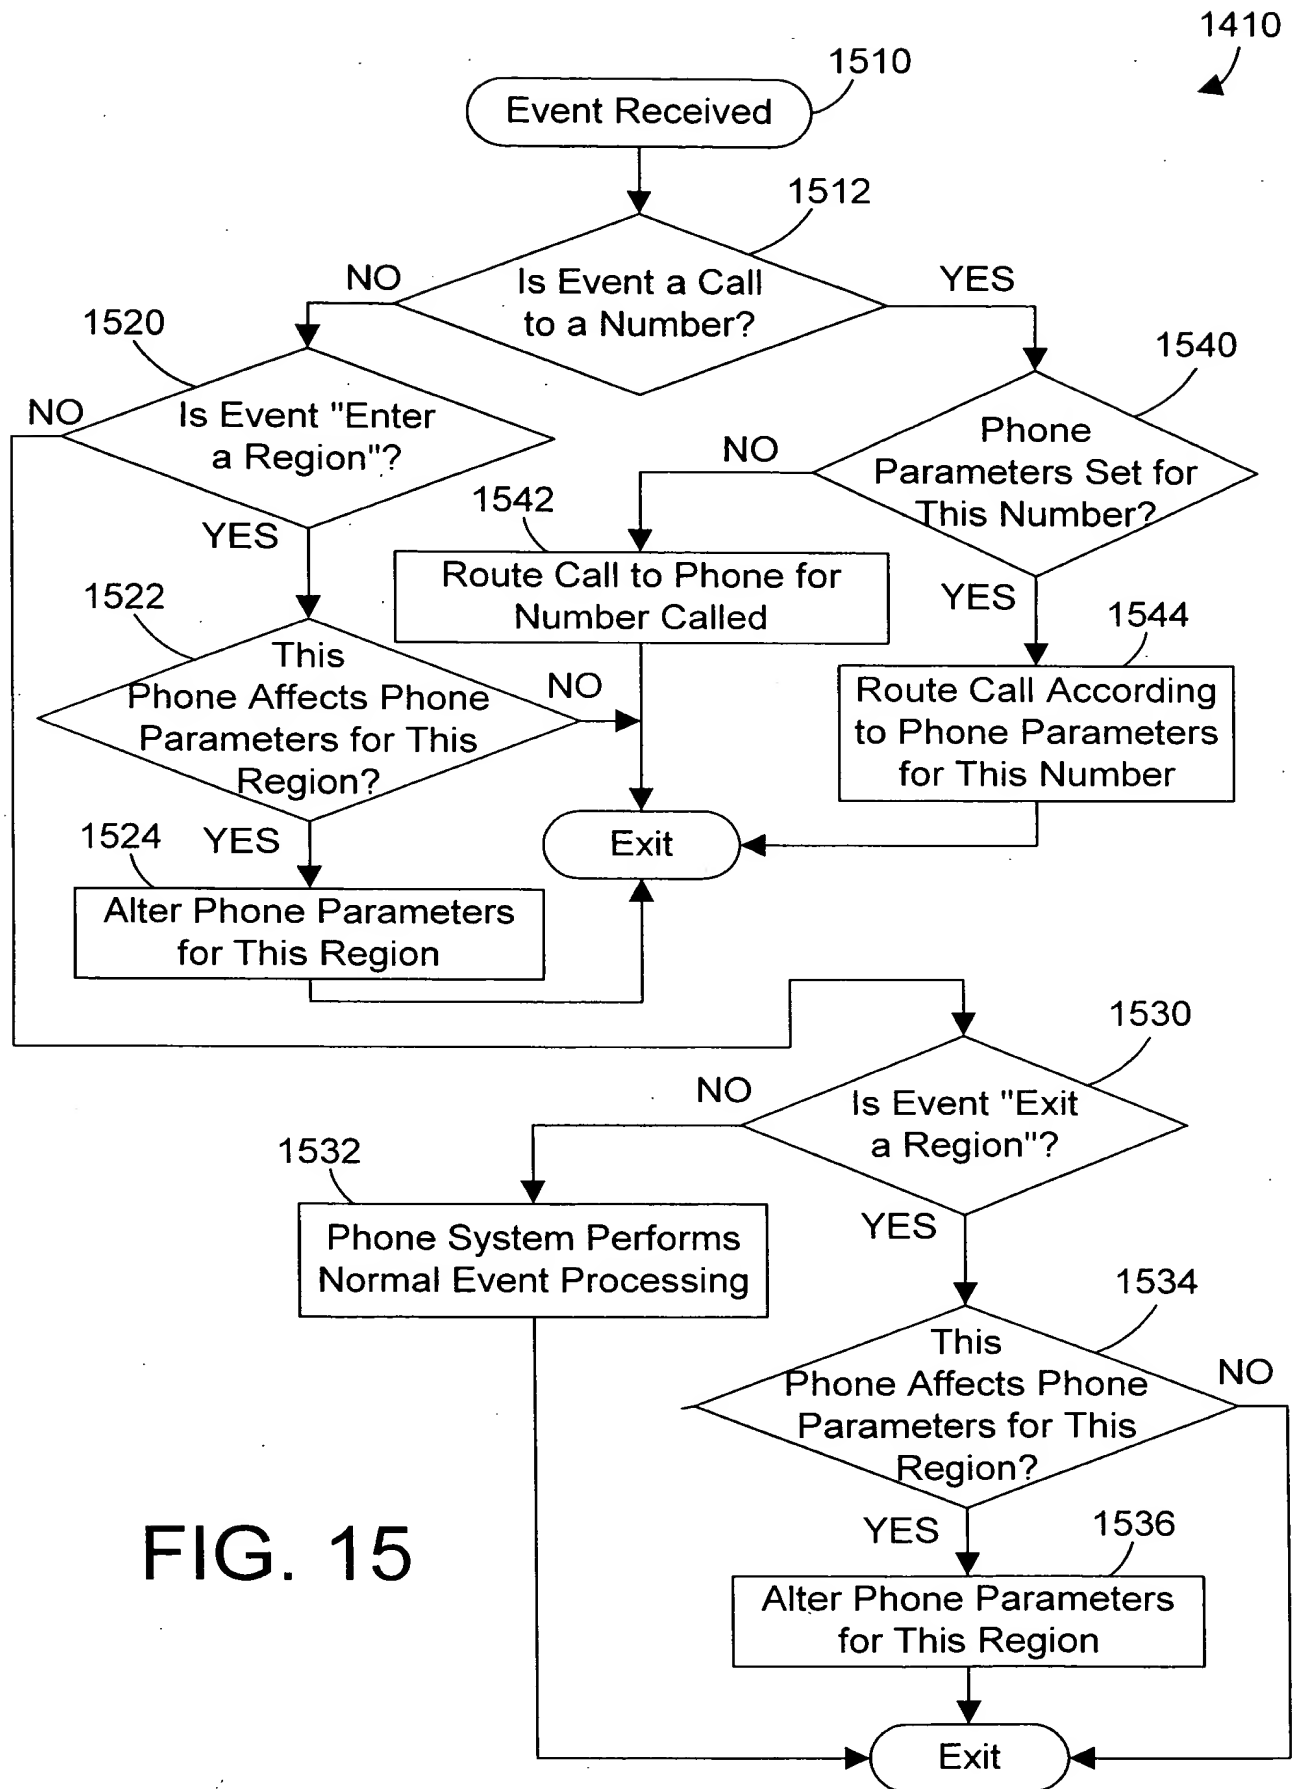 1410
1510
Event Received
1512
Is Event a Call
to a Number?
NO
YES
1520
Is Event "Enter
a Region"?
NO
YES
1540
Phone
Parameters Set for
This Number?
NO
YES
1542
Route Call to Phone for
Number Called
1522
This
Phone Affects Phone
Parameters for This
Region?
NO
YES
1544
Route Call According
to Phone Parameters
for This Number
Exit
1524
Alter Phone Parameters
for This Region
1530
Is Event "Exit
a Region"?
NO
YES
1532
Phone System Performs
Normal Event Processing
1534
This
Phone Affects Phone
Parameters for This
Region?
NO
YES
1536
Alter Phone Parameters
for This Region
Exit
FIG. 15